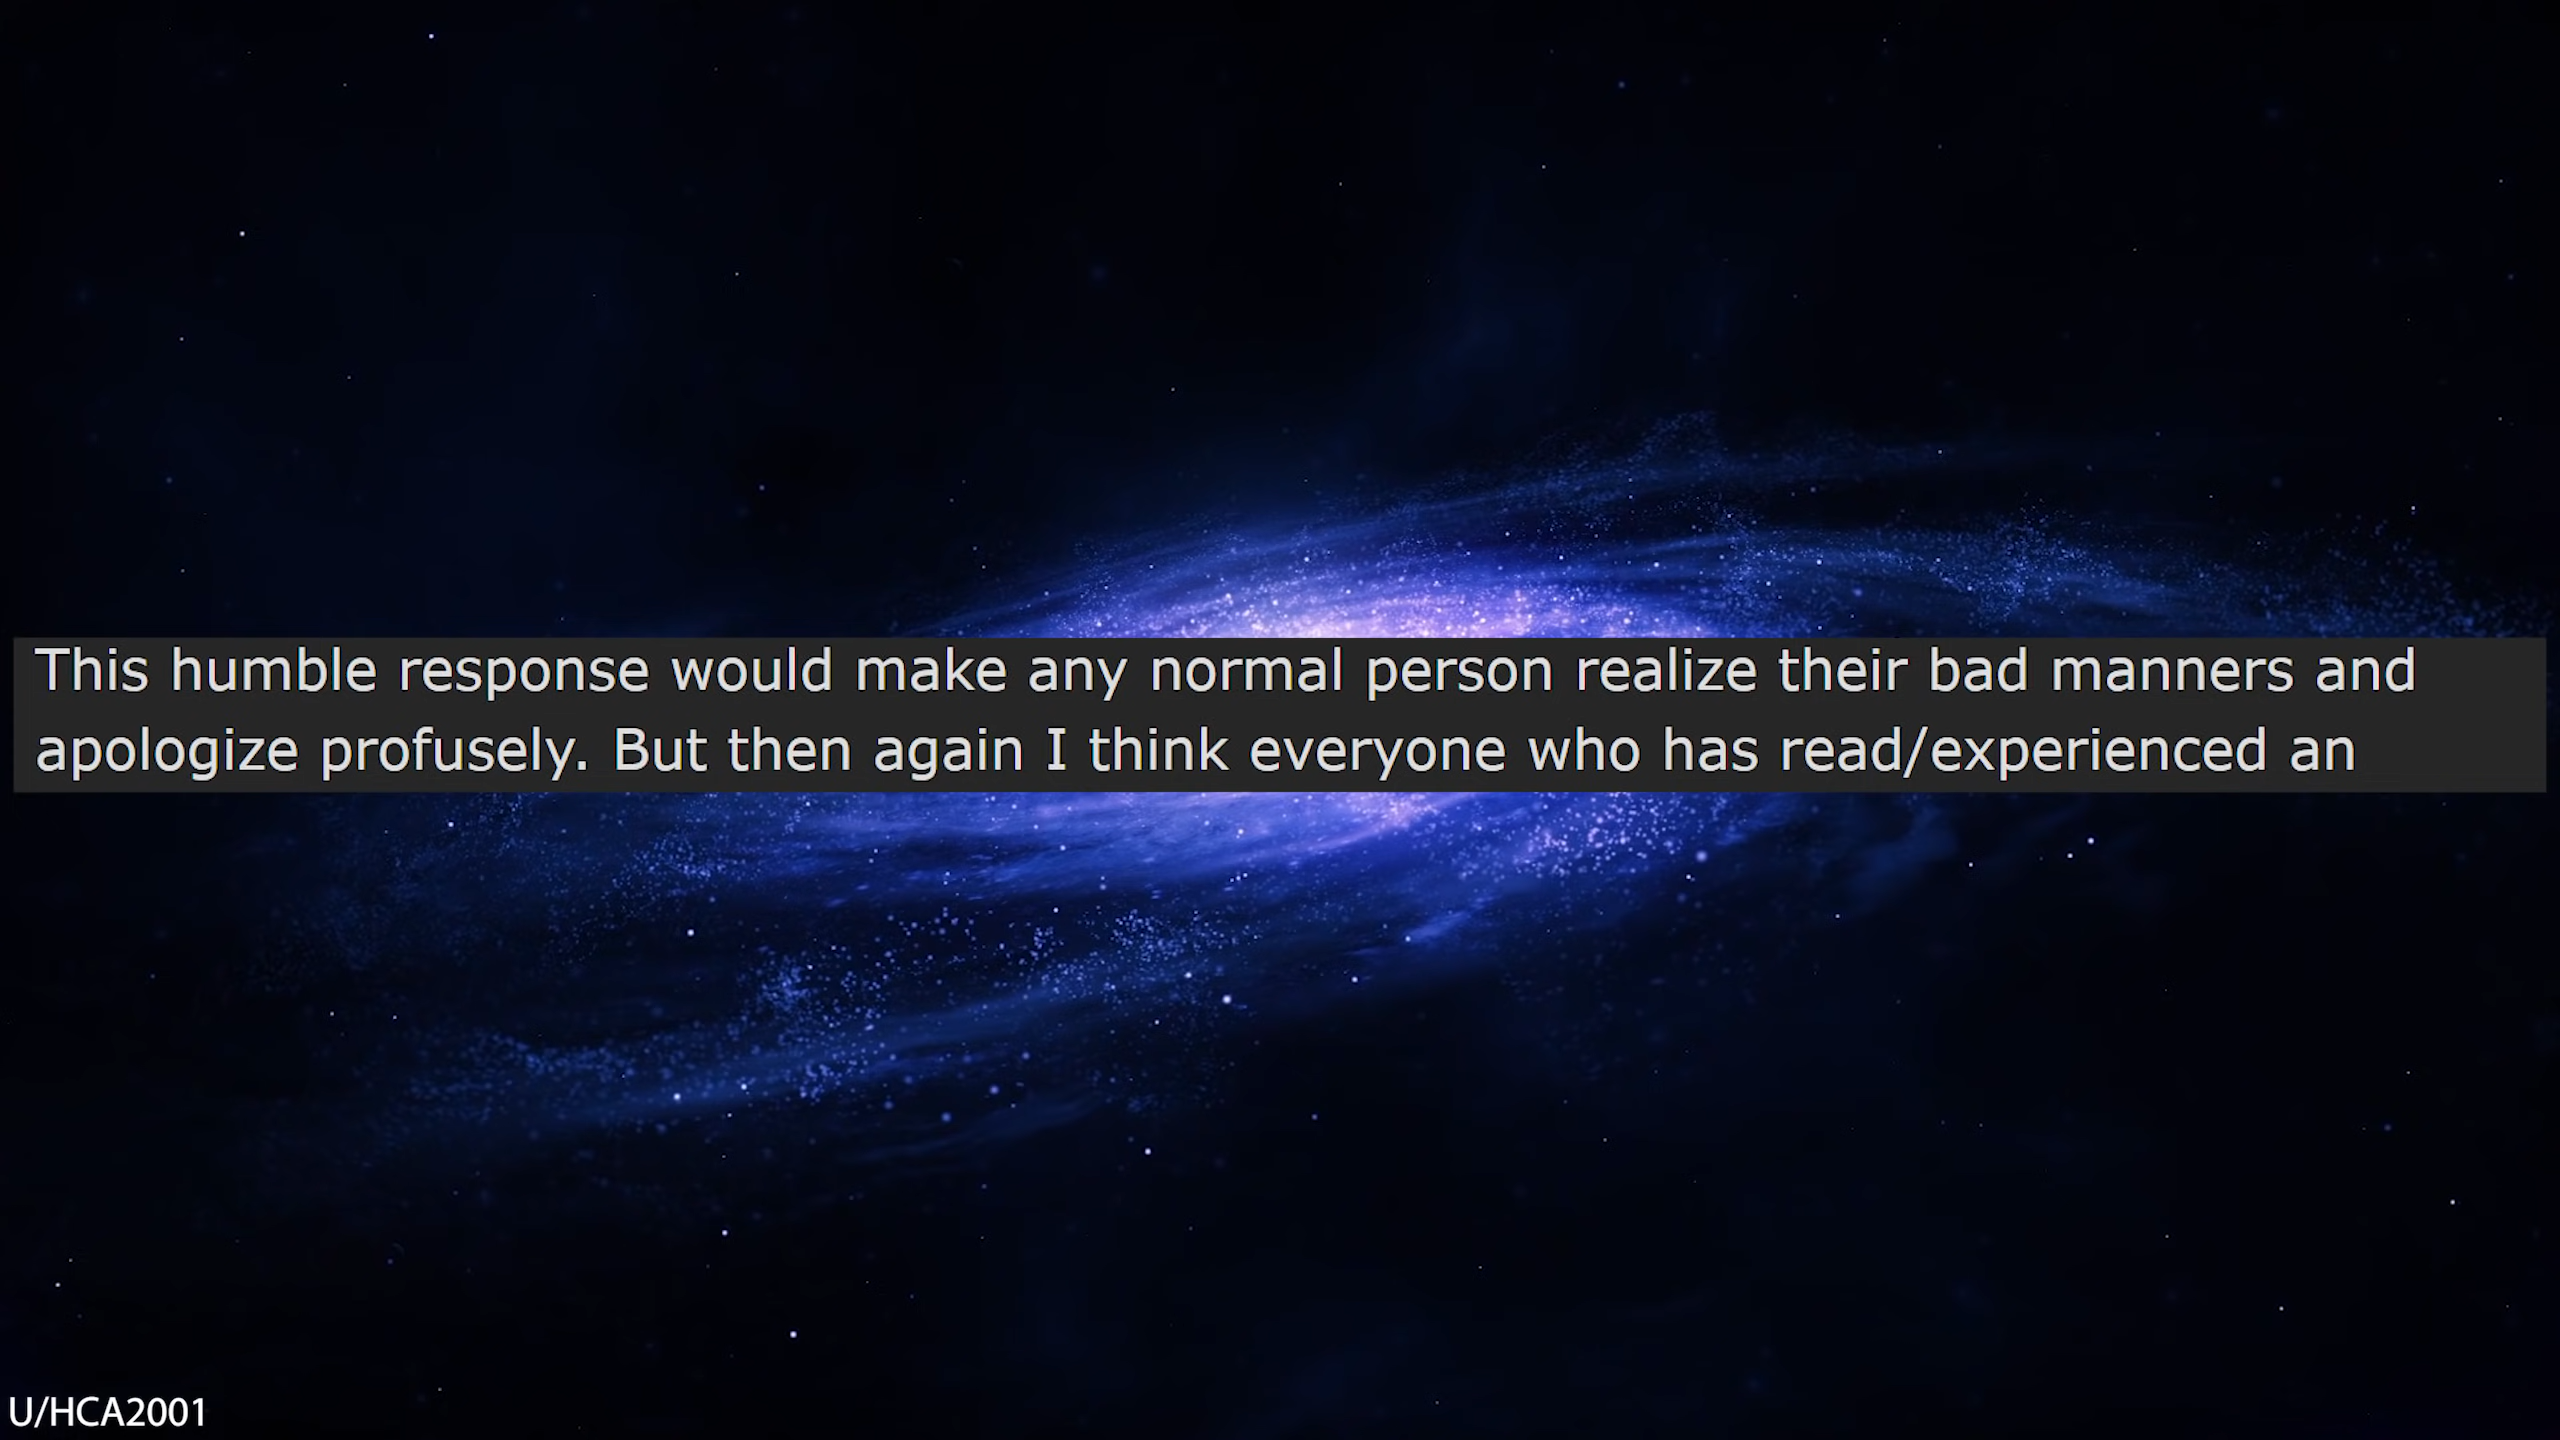 This humble response would make any normal person realize their bad manners and
apologize profusely. But then again I think everyone who has read/experienced an
U/HCA2001